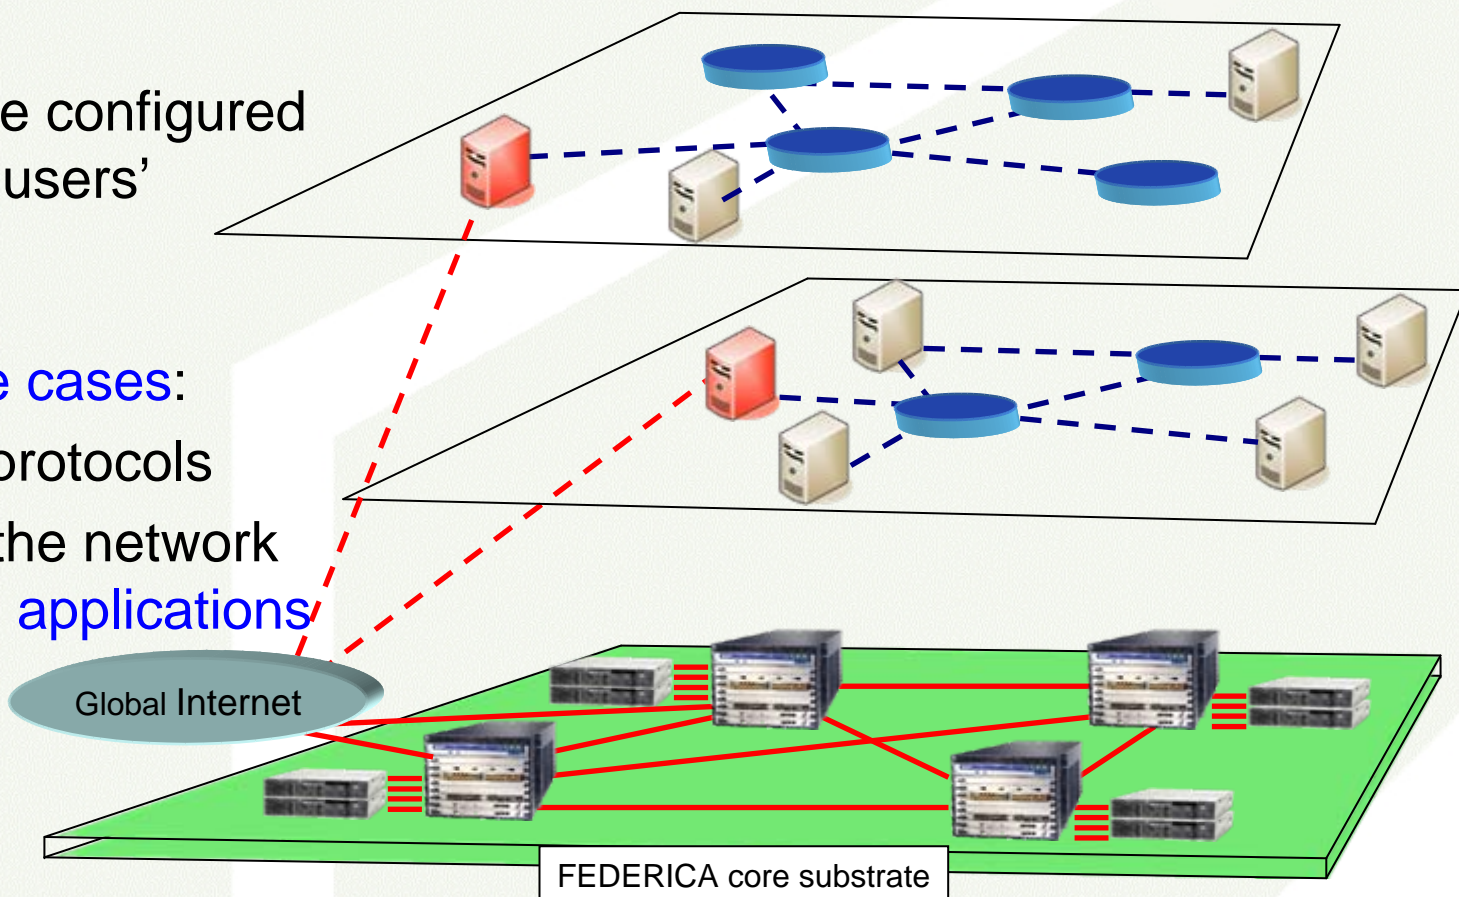 e configured
users’
e cases:
protocols
the network
applications
Global Internet
FEDERICA core substrate